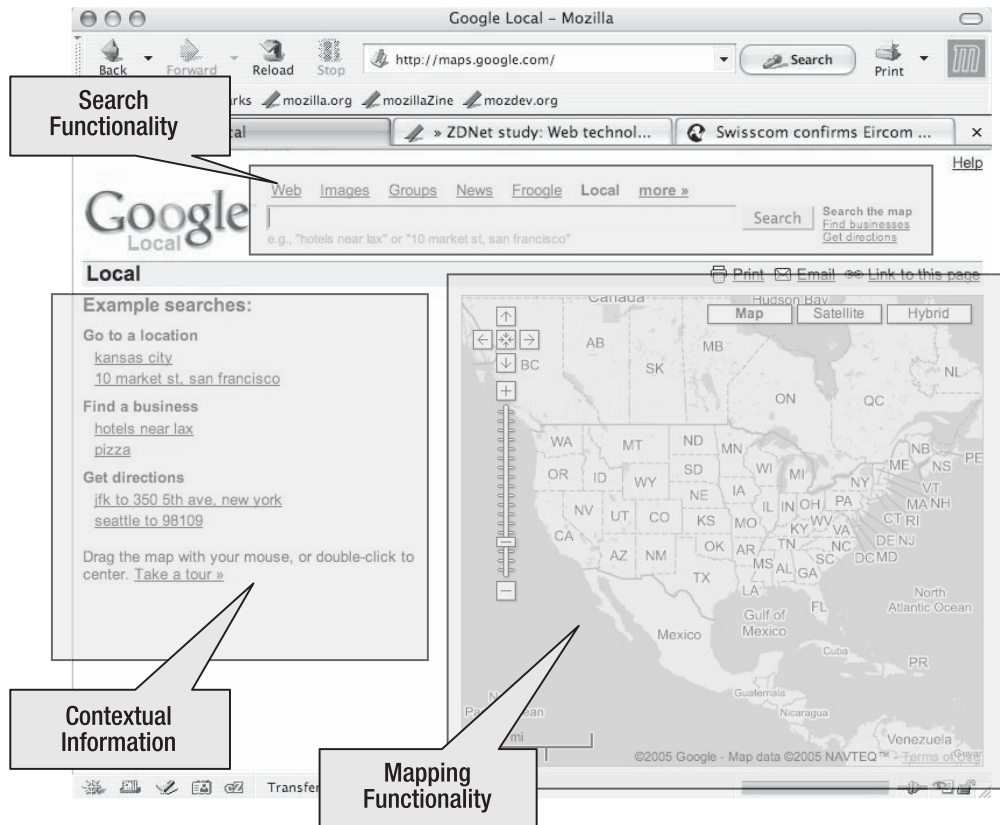 Google Local – Mozilla
Back Forward Reload Stop http://maps.google.com/ Search Print
Search Functionality
rks mozilla.org mozillaZine mozdev.org
cal » ZDNet study: Web technol... Swisscom confirms Eircom ...
Help
Google Local
Web Images Groups News Froogle Local more »
Search
Search the map
Find businesses
Get directions
e.g., "hotels near lax" or "10 market st, san francisco"
Local
Print Email Link to this page
Example searches:
Go to a location
kansas city
10 market st, san francisco
Find a business
hotels near lax
pizza
Get directions
jfk to 350 5th ave, new york
seattle to 98109
Drag the map with your mouse, or double-click to
center. Take a tour »
Contextual
Information
Canada Hudson Bay
Map Satellite Hybrid
AB
MB
BC
SK
NL
ON
QC
WA
MT
ND
MN
NB
PE
ME
NS
OR
ID
WY
SD
WI
MI
NY
VT
NE
IA
PA
MA
NH
NV
UT
CO
KS
MO
IL
IN
OH
KY
WV
VA
CT
RI
CA
DE
NJ
AZ
NM
OK
AR
TN
NC
SC
DC
MD
MS
AL
GA
TX
LA
FL
North
Atlantic Ocean
Gulf of
Mexico
Mexico
Cuba
PR
Guatemala
Nicaragua
Venezuela
ean
mi
©2005 Google - Map data ©2005 NAVTEQ™ - Terms of Use
Mapping
Functionality
Transfer